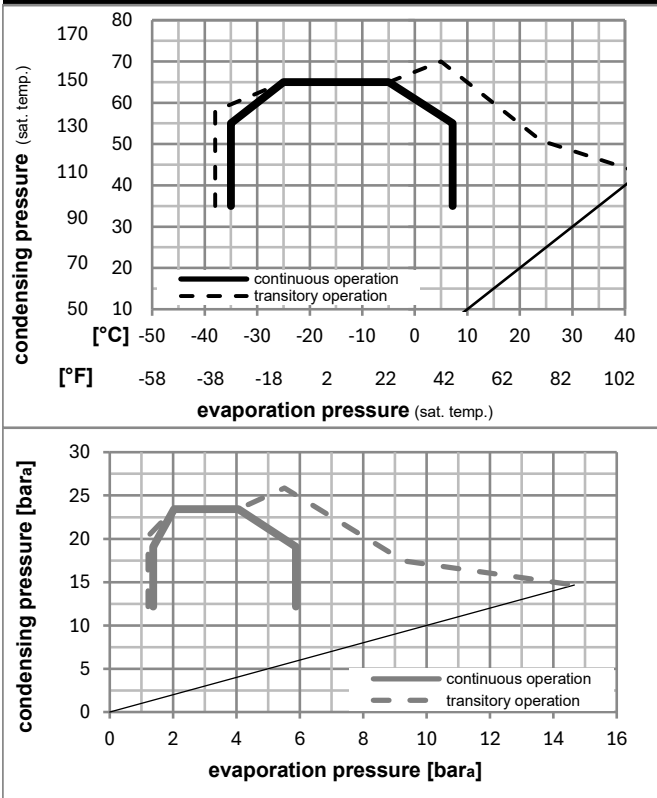 condensing pressure (sat. temp.)
170
150
130
110
90
70
50
80
70
60
50
40
30
20
10
continuous operation
transitory operation
[°C] -50 -40 -30 -20 -10 0 10 20 30 40
[°F] -58 -38 -18 2 22 42 62 82 102
evaporation pressure (sat. temp.)
condensing pressure [bara]
30
25
20
15
10
5
0
continuous operation
transitory operation
0 2 4 6 8 10 12 14 16
evaporation pressure [bara]